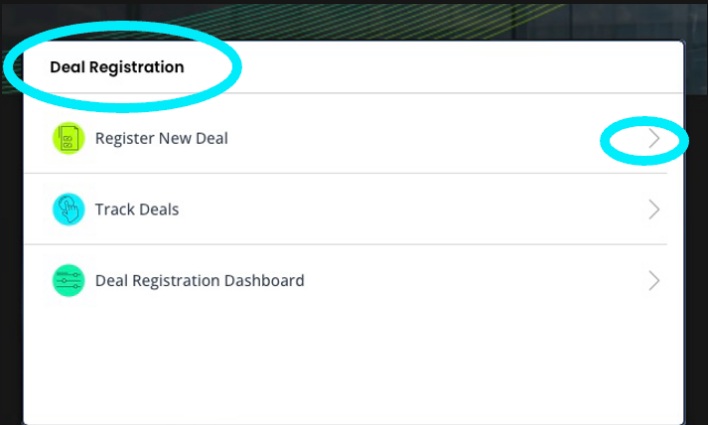 Deal Registration
Register New Deal
Track Deals
Deal Registration Dashboard